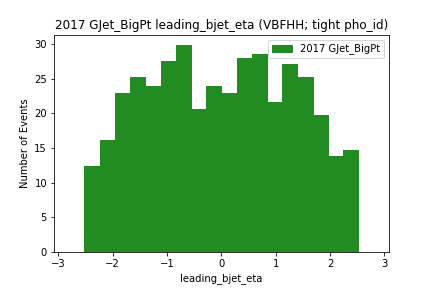 2017 GJet_BigPt leading_bjet_eta (VBFHH; tight pho_id)
2017 GJet_BigPt
Number of Events
30
25
20
15
10
5
0
−3 −2 −1 0 1 2 3
leading_bjet_eta